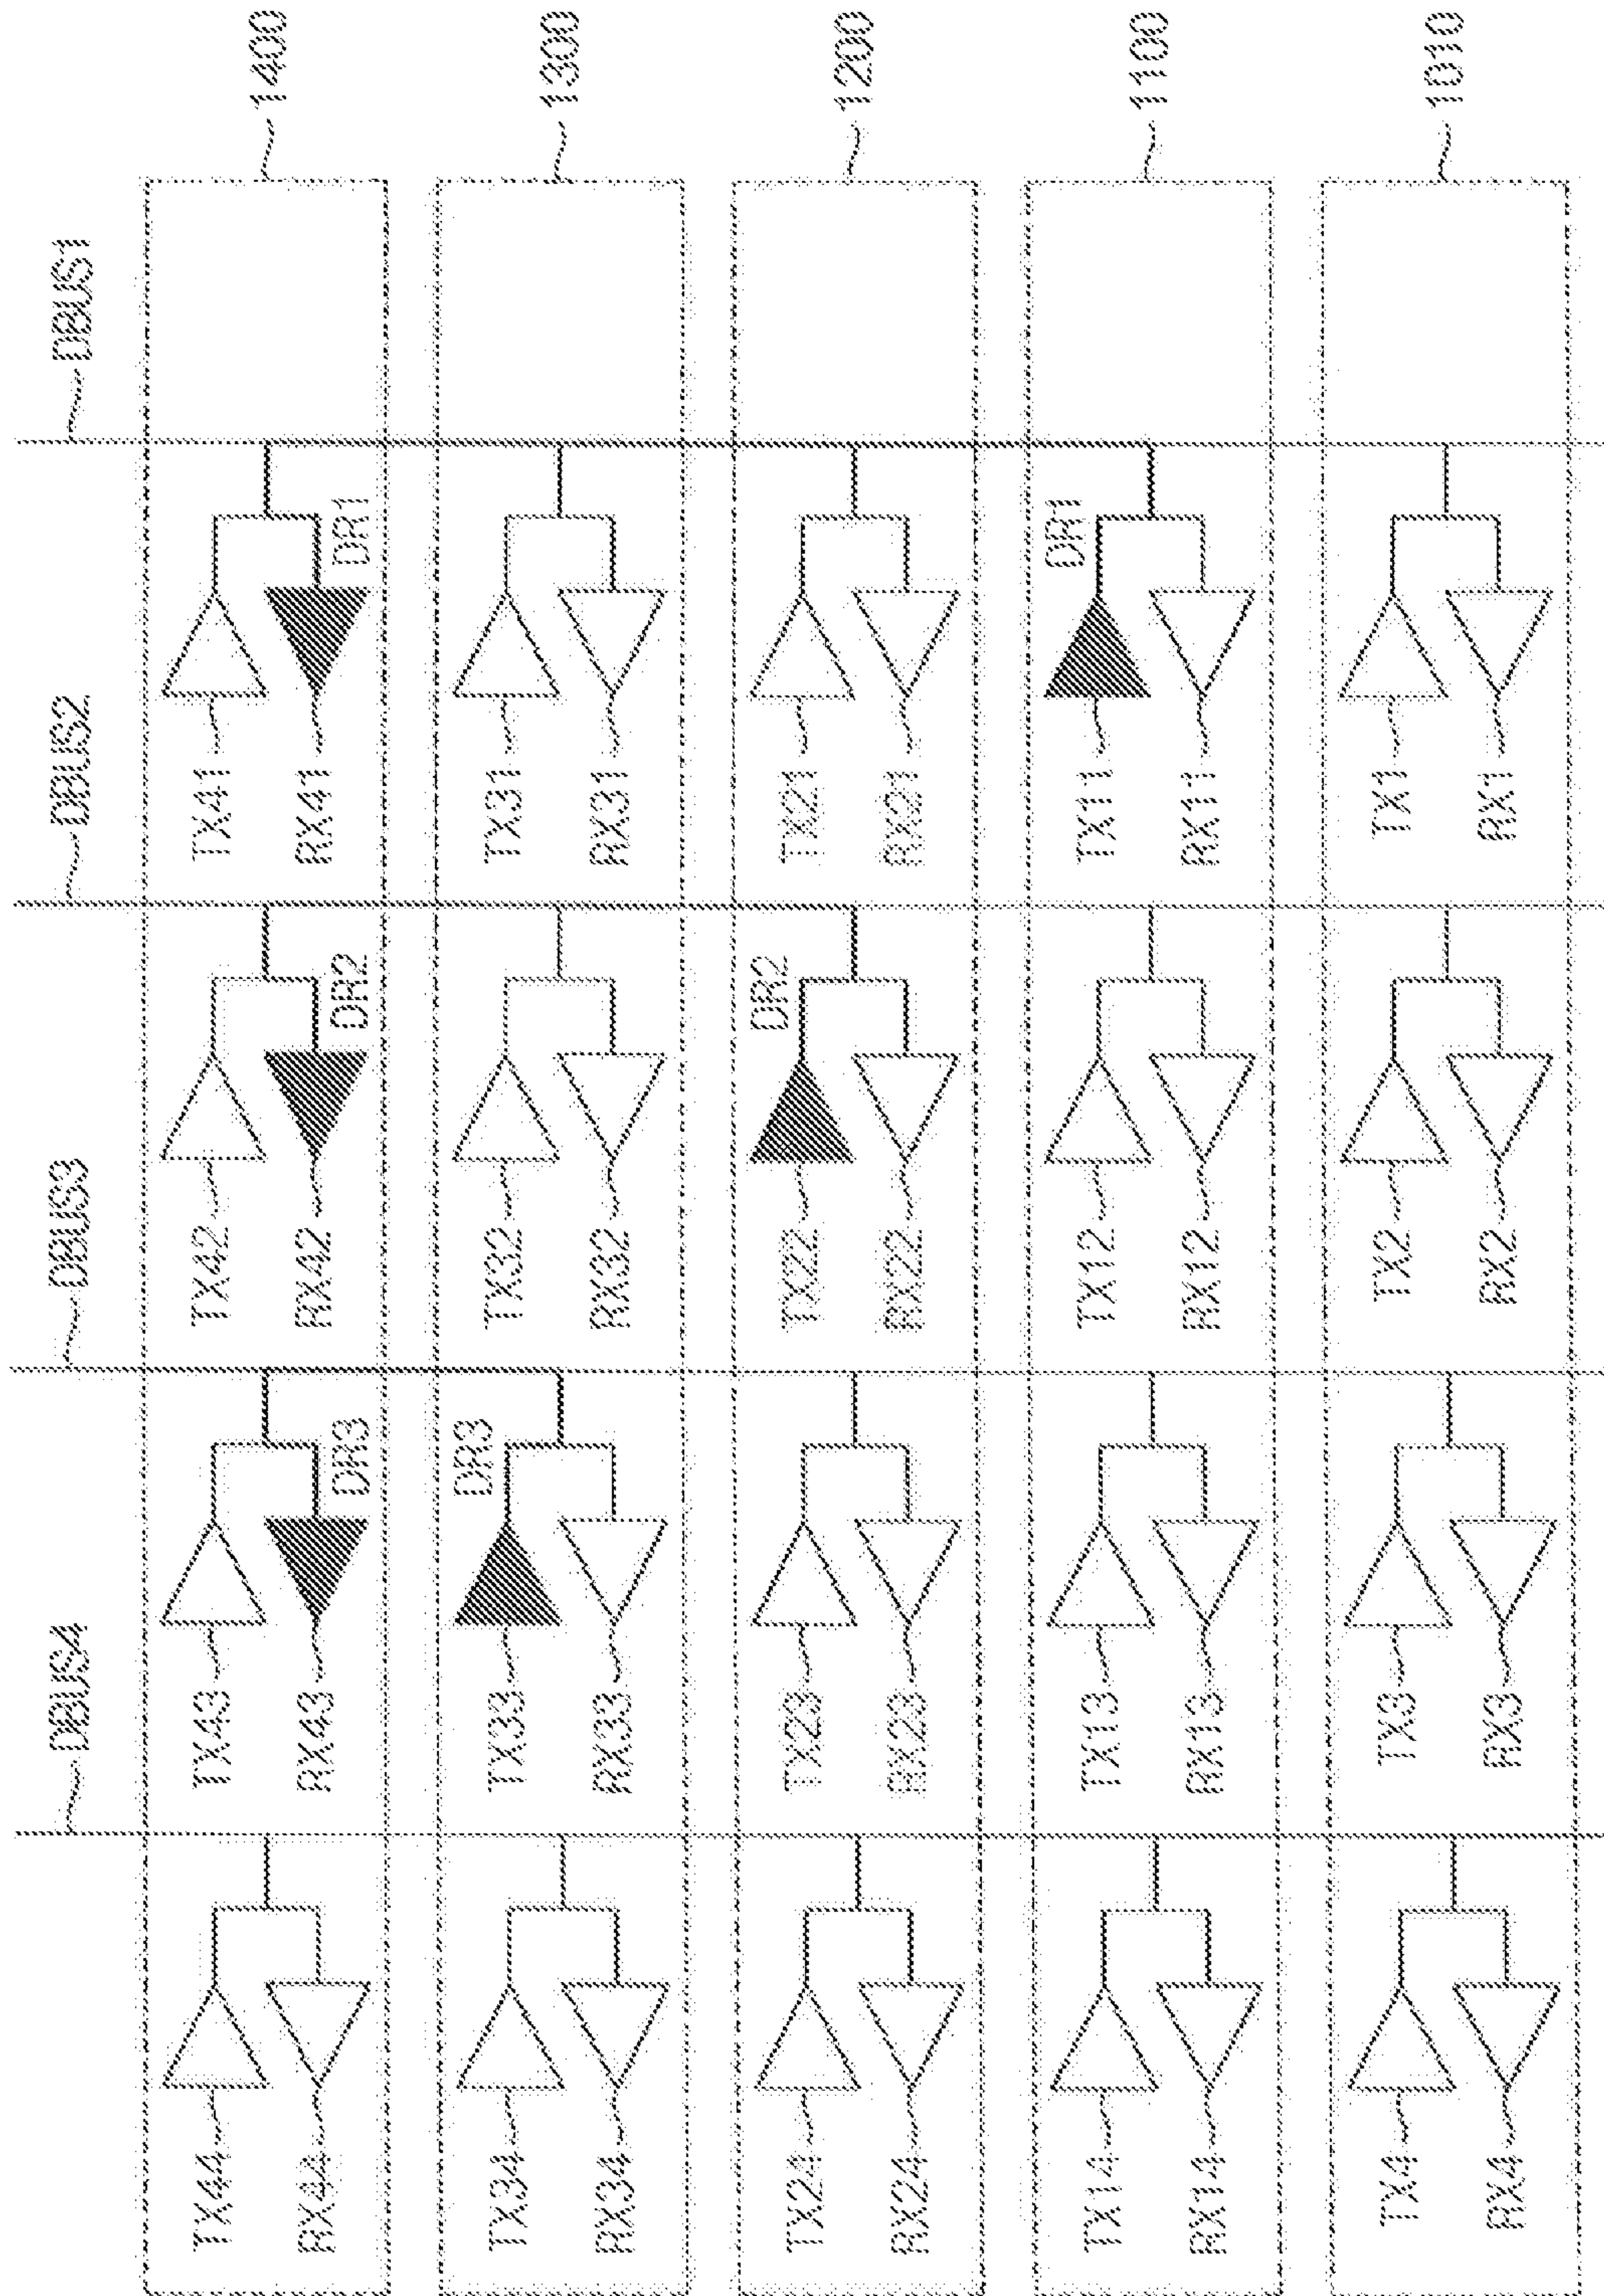 DBUS4
DBUS3
DBUS2
DBUS1
TX44
TX43
TX42
TX41
DR3
DR2
DR1
RX44
RX43
RX42
RX41
1400
TX34
TX33
TX32
TX31
DR3
RX34
RX33
RX32
RX31
1300
TX24
TX23
TX22
TX21
DR2
RX24
RX23
RX22
RX21
1200
TX14
TX13
TX12
TX11
DR1
RX14
RX13
RX12
RX11
1100
TX4
TX3
TX2
TX1
RX4
RX3
RX2
RX1
1010